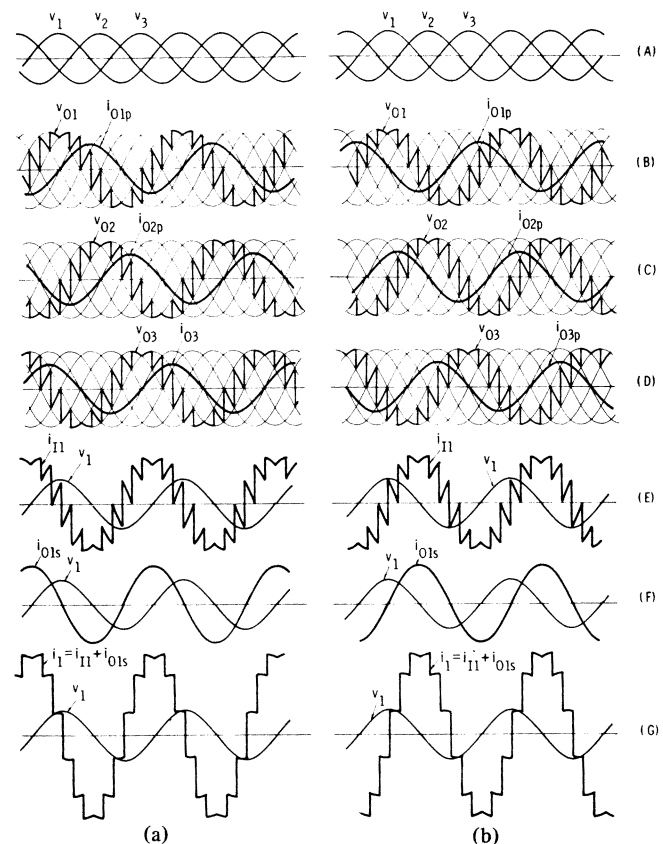 v1 v2 v3
v1 v2 v3
(A)
vO1 iO1p
vO1 iO1p
(B)
vO2 iO2p
vO2 iO2p
(C)
vO3 iO3
vO3 iO3p
(D)
iI1 v1
iI1 v1
(E)
iO1s v1
v1 iO1s
(F)
i1=iI1+iO1s
v1
i1=iI1+iO1s
v1
(G)
(a) (b)